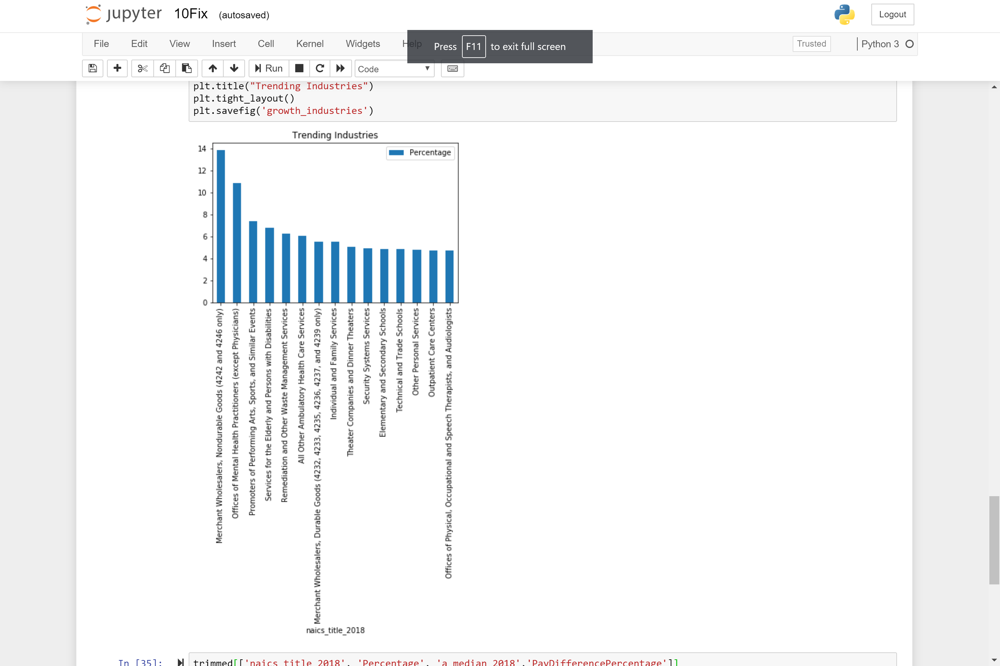 jupyter 10Fix (autosaved)
Logout
File Edit View Insert Cell Kernel Widgets Help
Press F11 to exit full screen
Trusted
Python 3
Run
Code
plt.title("Trending Industries")
plt.tight_layout()
plt.savefig('growth_industries')
Trending Industries
Percentage
14
12
10
8
6
4
2
0
Merchant Wholesalers, Nondurable Goods (4242 and 4246 only)
Offices of Mental Health Practitioners (except Physicians)
Promoters of Performing Arts, Sports, and Similar Events
Services for the Elderly and Persons with Disabilities
Remediation and Other Waste Management Services
All Other Ambulatory Health Care Services
Merchant Wholesalers, Durable Goods (4232, 4233, 4235, 4236, 4237, and 4239 only)
Individual and Family Services
Theater Companies and Dinner Theaters
Security Systems Services
Elementary and Secondary Schools
Technical and Trade Schools
Other Personal Services
Outpatient Care Centers
Offices of Physical, Occupational and Speech Therapists, and Audiologists
naics_title_2018
In [35]:
trimmed[['naics_title_2018', 'Percentage', 'a_median_2018','PayDifferencePercentage']]